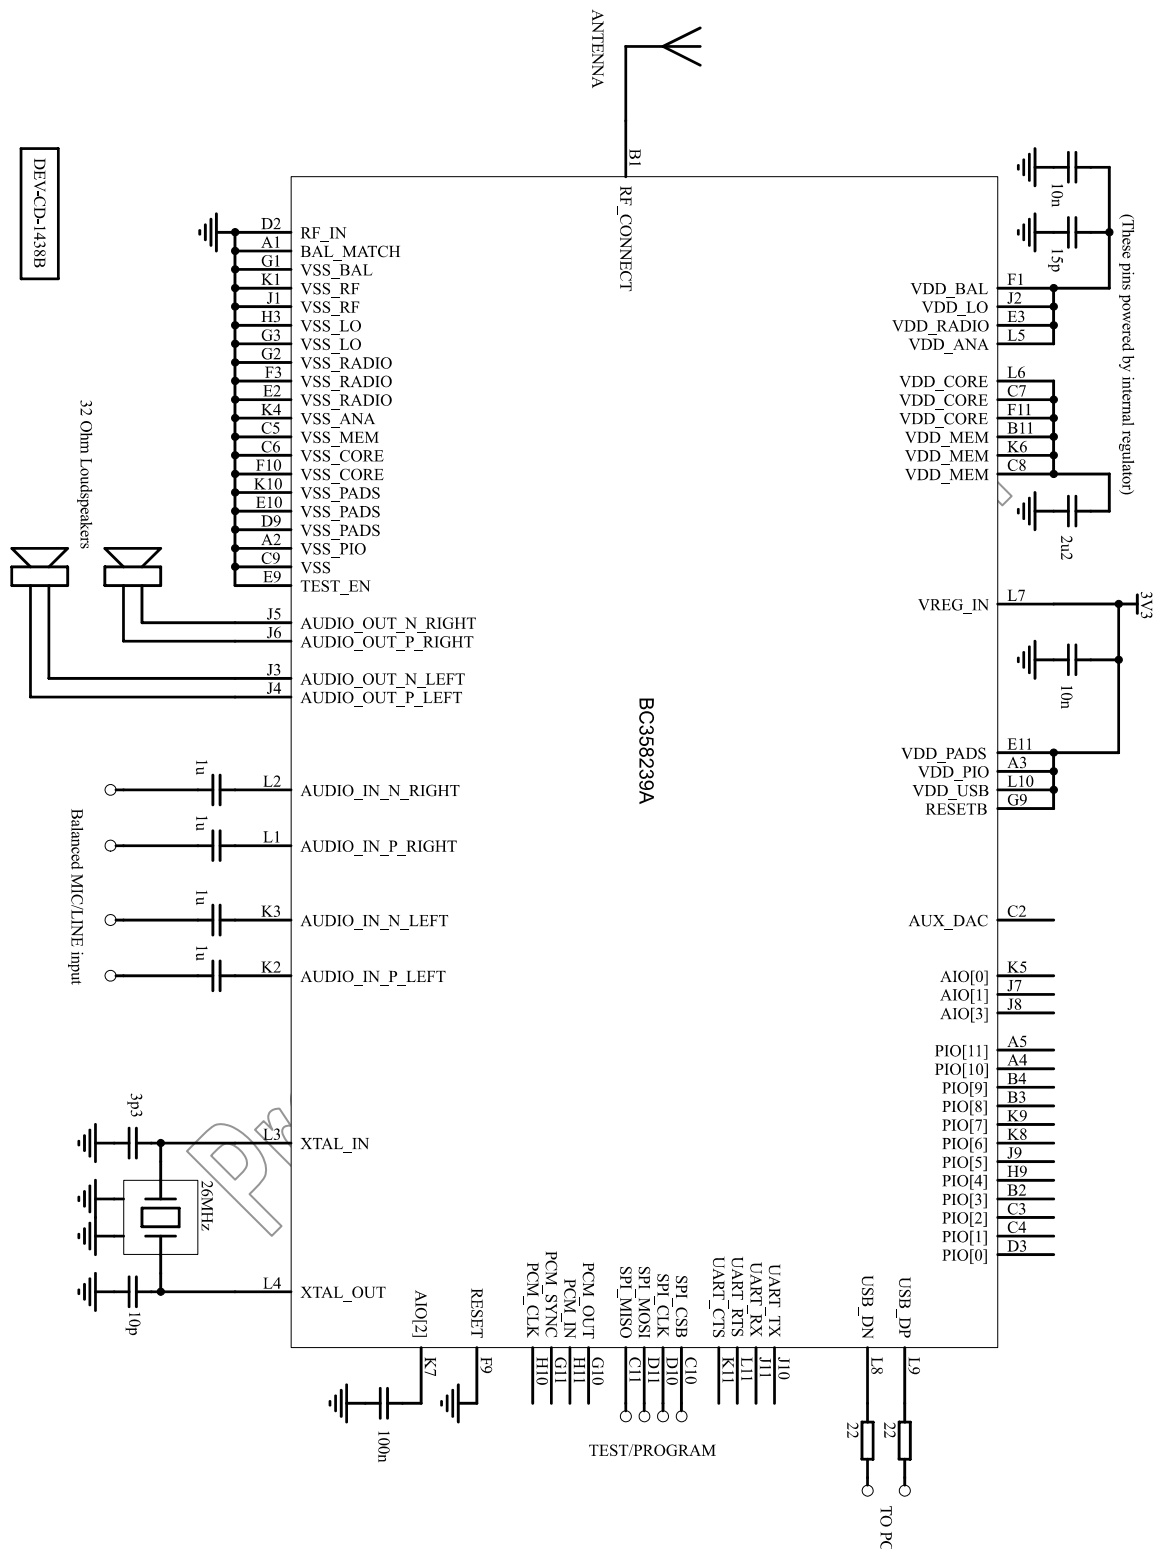 ANTENNA
B1
RF_CONNECT
DEV-CD-1438B
(These pins powered by internal regulator)
10n
15p
D2 RF_IN
A1 BAL_MATCH
G1 VSS_BAL
K1 VSS_RF
J1 VSS_RF
H3 VSS_LO
G3 VSS_LO
G2 VSS_RADIO
F3 VSS_RADIO
E2 VSS_RADIO
K4 VSS_ANA
C5 VSS_MEM
C6 VSS_CORE
F10 VSS_CORE
K10 VSS_PADS
E10 VSS_PADS
D9 VSS_PADS
A2 VSS_PIO
C9 VSS
E9 TEST_EN
32 Ohm Loudspeakers
J5 AUDIO_OUT_N_RIGHT
J6 AUDIO_OUT_P_RIGHT
J3 AUDIO_OUT_N_LEFT
J4 AUDIO_OUT_P_LEFT
1u L2 AUDIO_IN_N_RIGHT
L1 AUDIO_IN_P_RIGHT
1u
1u K3 AUDIO_IN_N_LEFT
1u K2 AUDIO_IN_P_LEFT
Balanced MIC/LINE input
3p3
L3 XTAL_IN
26MHz
L4 XTAL_OUT
10p
BC358239A
VDD_BAL F1
VDD_LO J2
VDD_RADIO E3
VDD_ANA L5
VDD_CORE L6
VDD_CORE C7
VDD_CORE F11
VDD_MEM B11
VDD_MEM K6
VDD_MEM C8
2u2
VREG_IN L7
3V3
10n
VDD_PADS E11
VDD_PIO A3
VDD_USB L10
RESETB G9
AUX_DAC C2
AIO[0] K5
AIO[1] J7
AIO[3] J8
PIO[11] A5
PIO[10] A4
PIO[9] B4
PIO[8] B3
PIO[7] K9
PIO[6] K8
PIO[5] J9
PIO[4] H9
PIO[3] B2
PIO[2] C3
PIO[1] C4
PIO[0] D3
Pr
AIO[2] K7
100n
RESET F9
PCM_CLK H10
PCM_SYNC G11
PCM_IN H11
PCM_OUT G10
SPI_MISO C11
SPI_MOSI D11
SPI_CLK D10
SPI_CSB C10
TEST/PROGRAM
UART_CTS K11
UART_RTS L11
UART_RX J11
UART_TX J10
USB_DN L8
22
USB_DP L9
22
TO PC